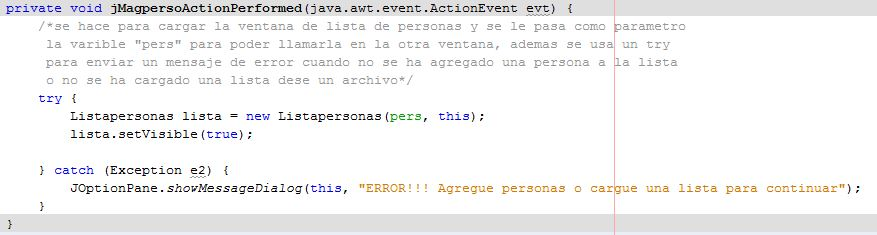 private void jMagpersoActionPerformed(java.awt.event.ActionEvent evt) {
/*se hace para cargar la ventana de lista de personas y se le pasa como parametro
la varible "pers" para poder llamarla en la otra ventana, ademas se usa un try
para enviar un mensaje de error cuando no se ha agregado una persona a la lista
o no se ha cargado una lista dese un archivo*/
try {
Listapersonas lista = new Listapersonas(pers, this);
lista.setVisible(true);
} catch (Exception e2) {
JOptionPane.showMessageDialog(this, "ERROR!!! Agregue personas o cargue una lista para continuar");
}
}